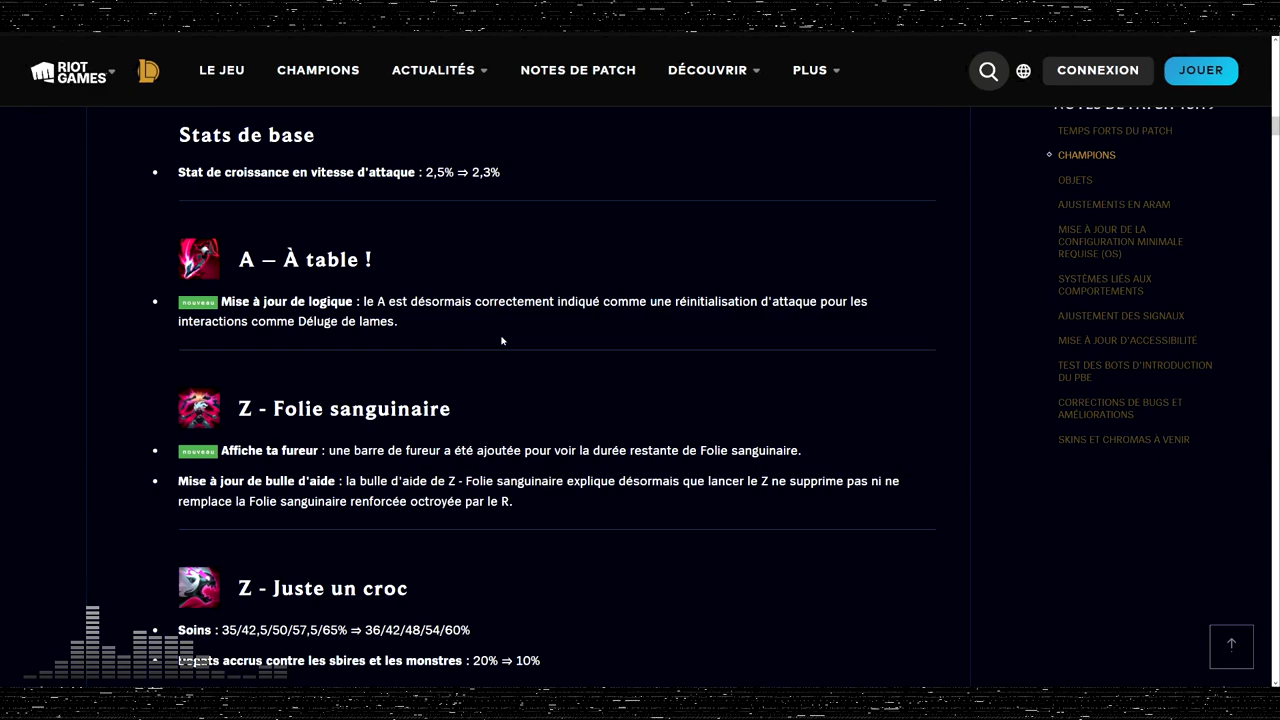 RIOT GAMES
LE JEU
CHAMPIONS
ACTUALITÉS
NOTES DE PATCH
DÉCOUVRIR
PLUS
CONNEXION
JOUER
Stats de base
Stat de croissance en vitesse d'attaque : 2,5% ⇒ 2,3%
A – À table !
nouveau Mise à jour de logique : le A est désormais correctement indiqué comme une réinitialisation d'attaque pour les
interactions comme Déluge de lames.
Z - Folie sanguinaire
nouveau Affiche ta fureur : une barre de fureur a été ajoutée pour voir la durée restante de Folie sanguinaire.
Mise à jour de bulle d'aide : la bulle d'aide de Z - Folie sanguinaire explique désormais que lancer le Z ne supprime pas ni ne
remplace la Folie sanguinaire renforcée octroyée par le R.
Z - Juste un croc
Soins : 35/42,5/50/57,5/65% ⇒ 36/42/48/54/60%
accrus contre les sbires et les monstres : 20% ⇒ 10%
NOTES DE PATCH
TEMPS FORTS DU PATCH
CHAMPIONS
OBJETS
AJUSTEMENTS EN ARAM
MISE À JOUR DE LA
CONFIGURATION MINIMALE
REQUISE (OS)
SYSTÈMES LIÉS AUX
COMPORTEMENTS
AJUSTEMENT DES SIGNAUX
MISE À JOUR D'ACCESSIBILITÉ
TEST DES BOTS D'INTRODUCTION
DU PBE
CORRECTIONS DE BUGS ET
AMÉLIORATIONS
SKINS ET CHROMAS À VENIR